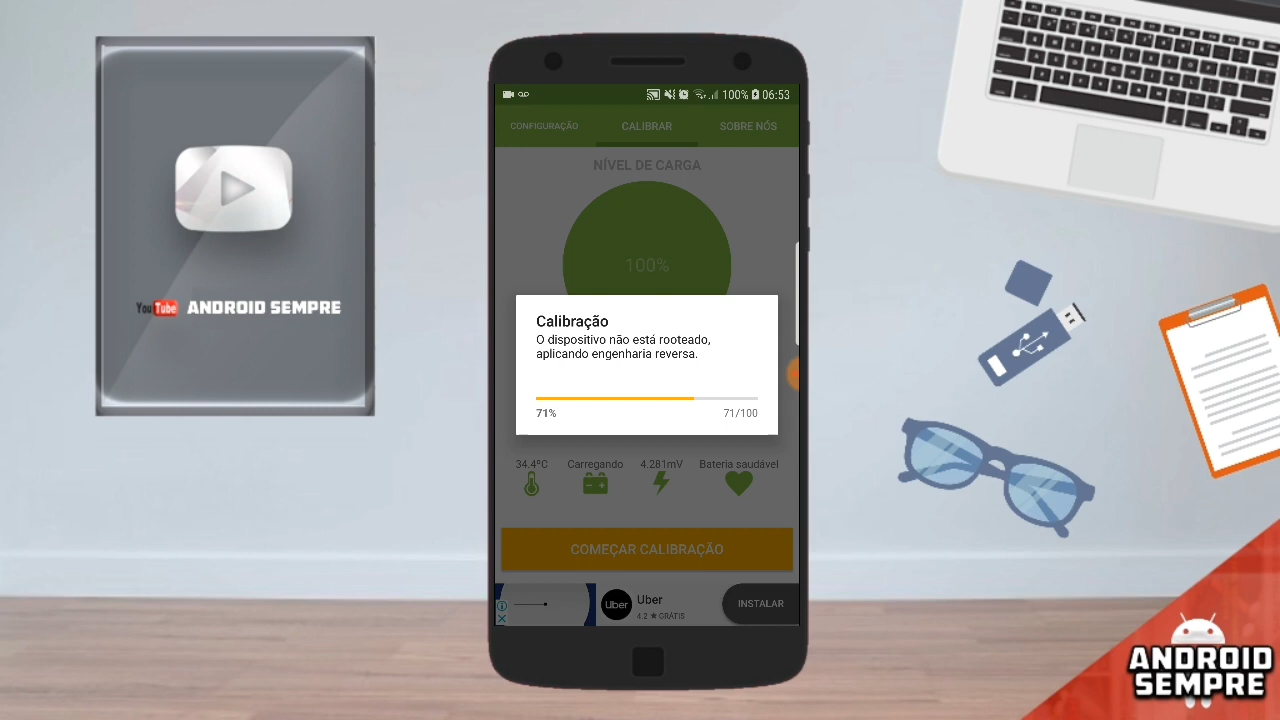 YouTube ANDROID SEMPRE
100% 06:53
CONFIGURAÇÃO CALIBRAR SOBRE NÓS
NÍVEL DE CARGA
100%
Calibração
O dispositivo não está rooteado,
aplicando engenharia reversa.
71% 71/100
34.4ºC Carregando 4.281mV Bateria saudável
COMEÇAR CALIBRAÇÃO
Uber Uber
4.2 ★ GRÁTIS
INSTALAR
ANDROID
SEMPRE